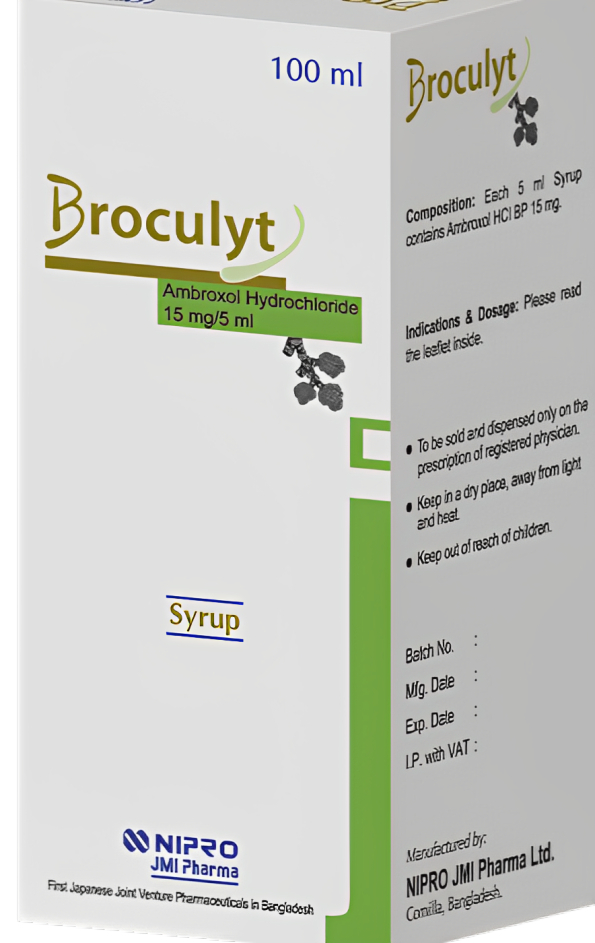 100 ml
Broculyt
Ambroxol Hydrochloride
15 mg/5 ml
Syrup
NIPRO
JMI Pharma
First Japanese Joint Venture Pharmaceuticals in Bangladesh
Broculyt
Composition: Each 5 ml Syrup
contains Ambroxol HCl BP 15 mg.
Indications & Dosage: Please read
the leaflet inside.
• To be sold and dispensed only on the
prescription of registered physician.
• Keep in a dry place, away from light
and heat.
• Keep out of reach of children.
Batch No. :
Mfg. Date :
Exp. Date :
I.P. with VAT :
Manufactured by:
NIPRO JMI Pharma Ltd.
Comilla, Bangladesh.